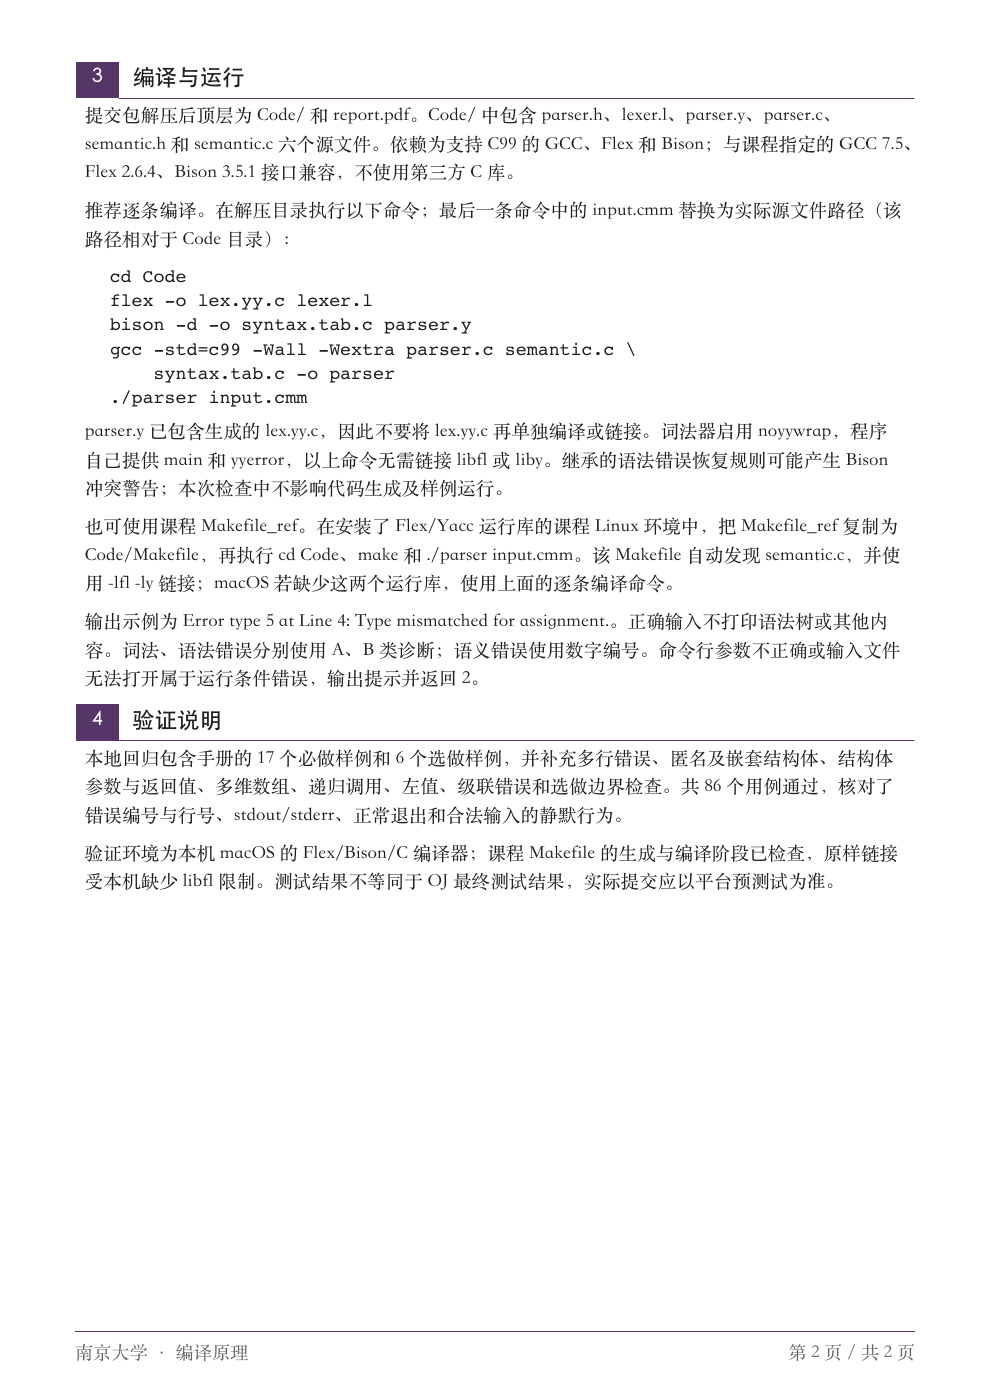 3 编译与运行
提交包解压后顶层为 Code/ 和 report.pdf。Code/ 中包含 parser.h、lexer.l、parser.y、parser.c、
semantic.h 和 semantic.c 六个源文件。依赖为支持 C99 的 GCC、Flex 和 Bison；与课程指定的 GCC 7.5、
Flex 2.6.4、Bison 3.5.1 接口兼容，不使用第三方 C 库。
推荐逐条编译。在解压目录执行以下命令；最后一条命令中的 input.cmm 替换为实际源文件路径（该
路径相对于 Code 目录）：
cd Code
flex -o lex.yy.c lexer.l
bison -d -o syntax.tab.c parser.y
gcc -std=c99 -Wall -Wextra parser.c semantic.c \
    syntax.tab.c -o parser
./parser input.cmm
parser.y 已包含生成的 lex.yy.c，因此不要将 lex.yy.c 再单独编译或链接。词法器启用 noyywrap，程序
自己提供 main 和 yyerror，以上命令无需链接 libfl 或 liby。继承的语法错误恢复规则可能产生 Bison
冲突警告；本次检查中不影响代码生成及样例运行。
也可使用课程 Makefile_ref。在安装了 Flex/Yacc 运行库的课程 Linux 环境中，把 Makefile_ref 复制为
Code/Makefile，再执行 cd Code、make 和 ./parser input.cmm。该 Makefile 自动发现 semantic.c，并使
用 -lfl -ly 链接；macOS 若缺少这两个运行库，使用上面的逐条编译命令。
输出示例为 Error type 5 at Line 4: Type mismatched for assignment.。正确输入不打印语法树或其他内
容。词法、语法错误分别使用 A、B 类诊断；语义错误使用数字编号。命令行参数不正确或输入文件
无法打开属于运行条件错误，输出提示并返回 2。
4 验证说明
本地回归包含手册的 17 个必做样例和 6 个选做样例，并补充多行错误、匿名及嵌套结构体、结构体
参数与返回值、多维数组、递归调用、左值、级联错误和选做边界检查。共 86 个用例通过，核对了
错误编号与行号、stdout/stderr、正常退出和合法输入的静默行为。
验证环境为本机 macOS 的 Flex/Bison/C 编译器；课程 Makefile 的生成与编译阶段已检查，原样链接
受本机缺少 libfl 限制。测试结果不等同于 OJ 最终测试结果，实际提交应以平台预测试为准。
南京大学 · 编译原理
第 2 页 / 共 2 页